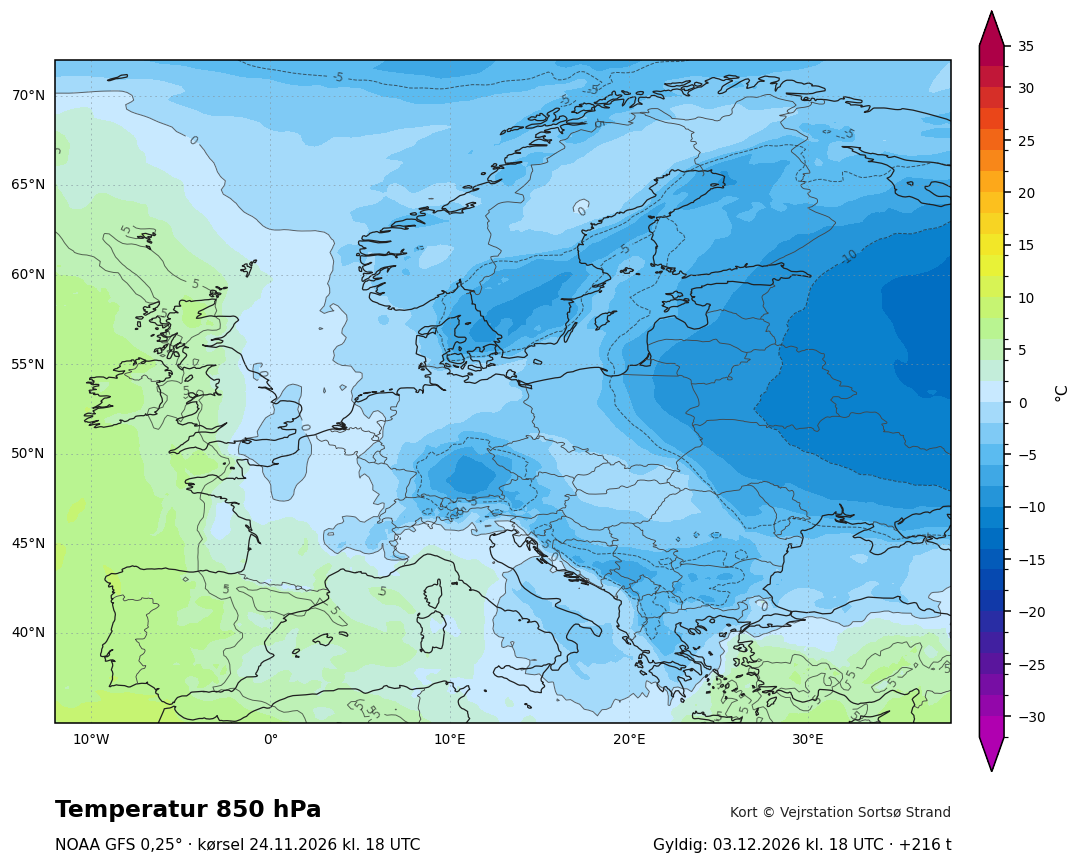 70°N
65°N
60°N
55°N
50°N
45°N
40°N
10°W
0°
10°E
20°E
30°E
35
30
25
20
15
10
5
0
−5
−10
−15
−20
−25
−30
°C
Temperatur 850 hPa
Kort © Vejrstation Sortsø Strand
NOAA GFS 0,25° · kørsel 24.11.2026 kl. 18 UTC
Gyldig: 03.12.2026 kl. 18 UTC · +216 t